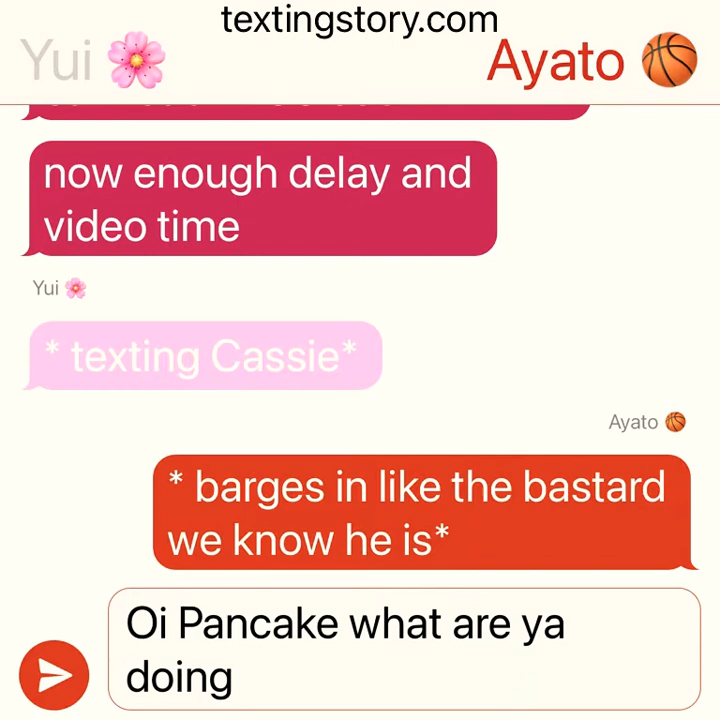 textingstory.com
Yui 🌸 Ayato 🏀
now enough delay and
video time
Yui 🌸
* texting Cassie*
Ayato 🏀
* barges in like the bastard
we know he is*
Oi Pancake what are ya
doing